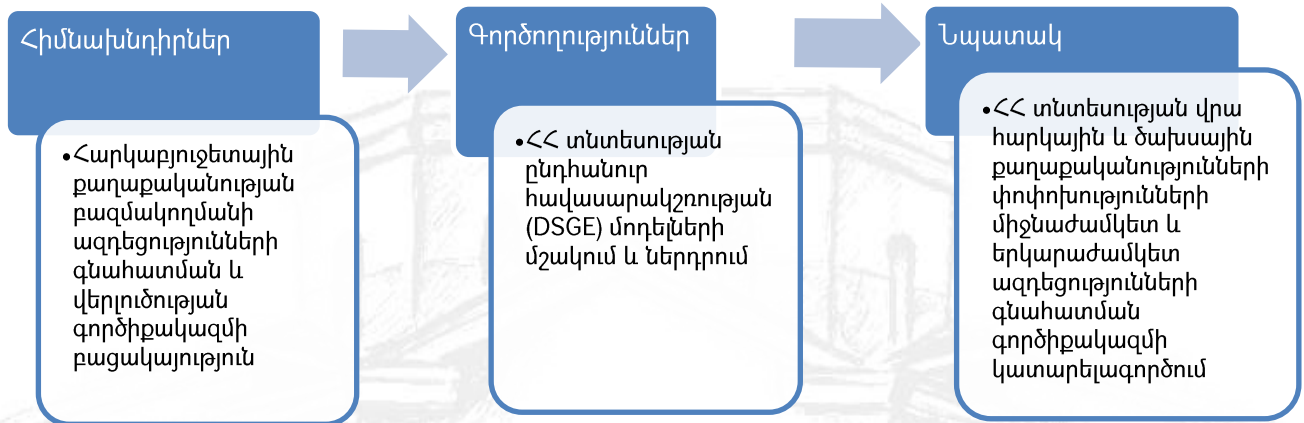 Հիմնախնդիրներ
•Հարկաբյուջետային
քաղաքականության
բազմակողմանի
ազդեցությունների
գնահատման և
վերլուծության
գործիքակազմի
բացակայություն
Գործողություններ
•ՀՀ տնտեսության
ընդհանուր
հավասարակշռության
(DSGE) մոդելների
մշակում և ներդրում
Նպատակ
•ՀՀ տնտեսության վրա
հարկային և ծախսային
քաղաքականությունների
փոփոխությունների
միջնաժամկետ և
երկարաժամկետ
ազդեցությունների
գնահատման
գործիքակազմի
կատարելագործում